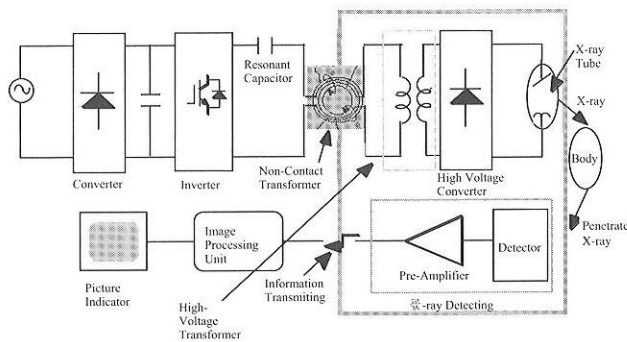 Resonant
Capacitor
X-ray
Tube
X-ray
Body
Non-Contact
Transformer
Converter
Inverter
High Voltage
Converter
Penetrate
X-ray
Image
Processing
Unit
Pre-Amplifier
Detector
Picture
Indicator
Information
Transmiting
High-
Voltage
Transformer
-ray Detecting